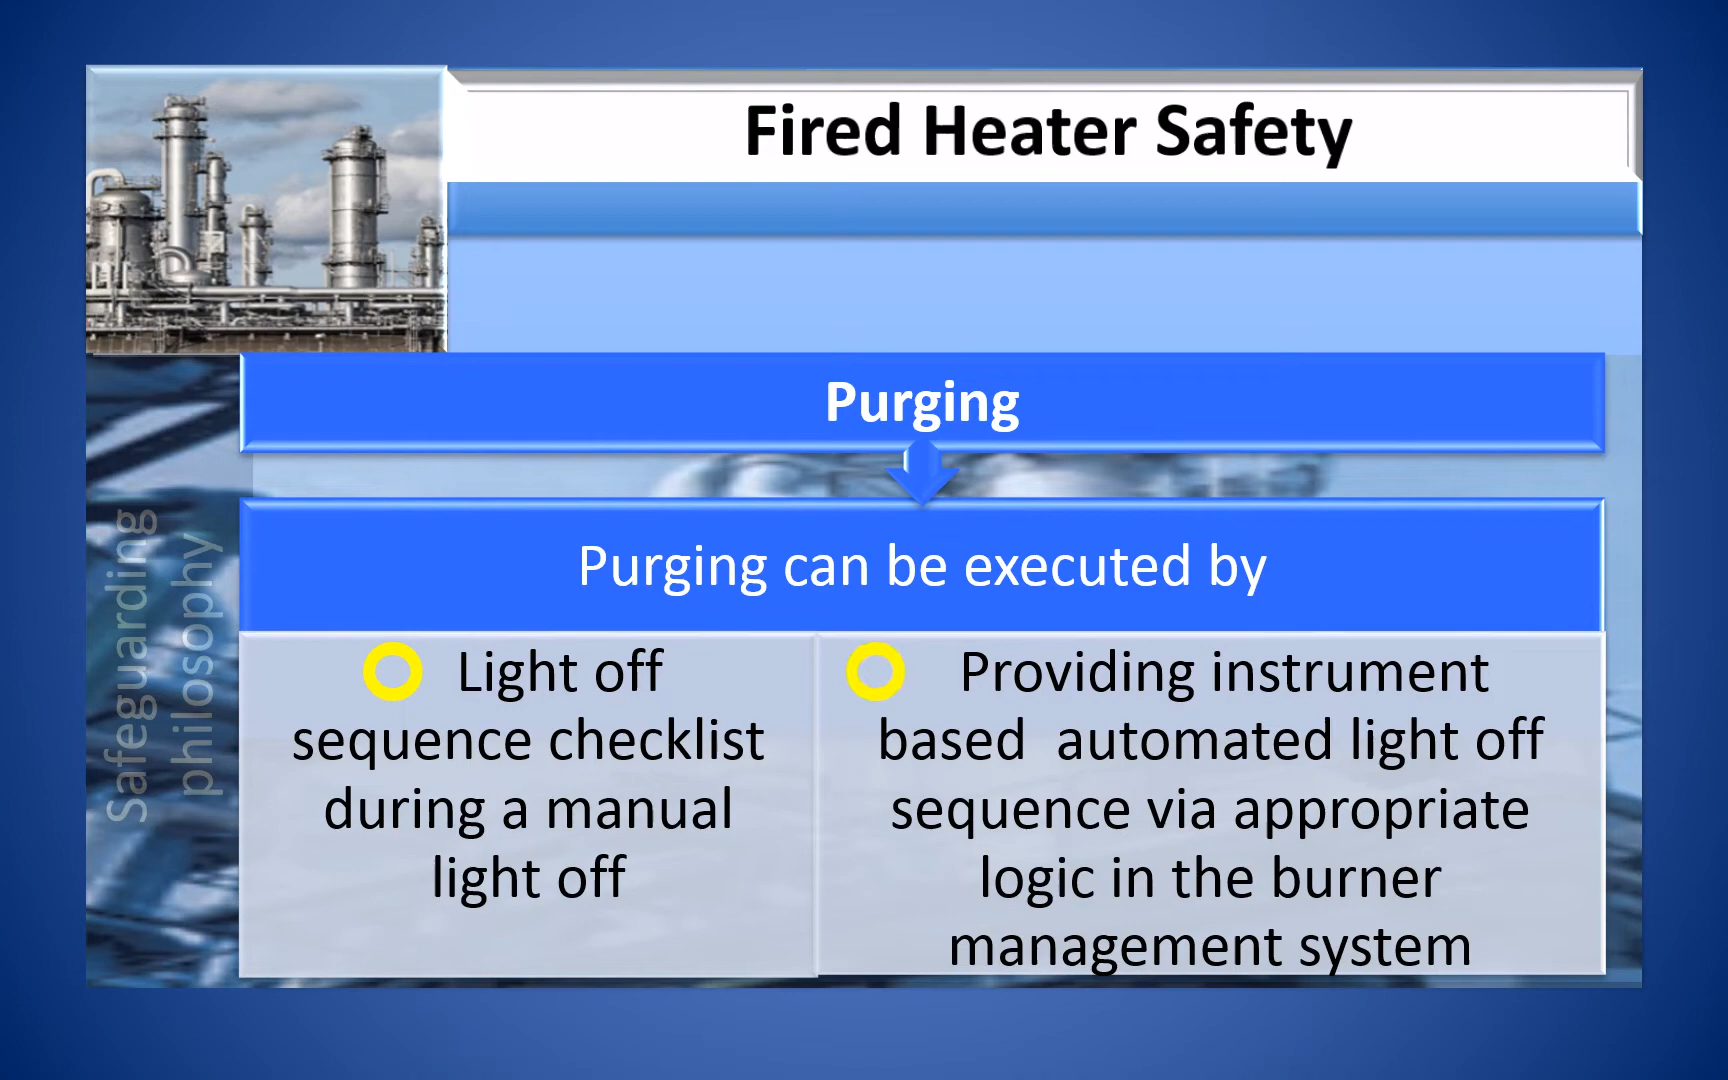 Fired Heater Safety
Purging
Purging can be executed by
Light off
sequence checklist
during a manual
light off
Providing instrument
based automated light off
sequence via appropriate
logic in the burner
management system
Safeguarding
philosophy